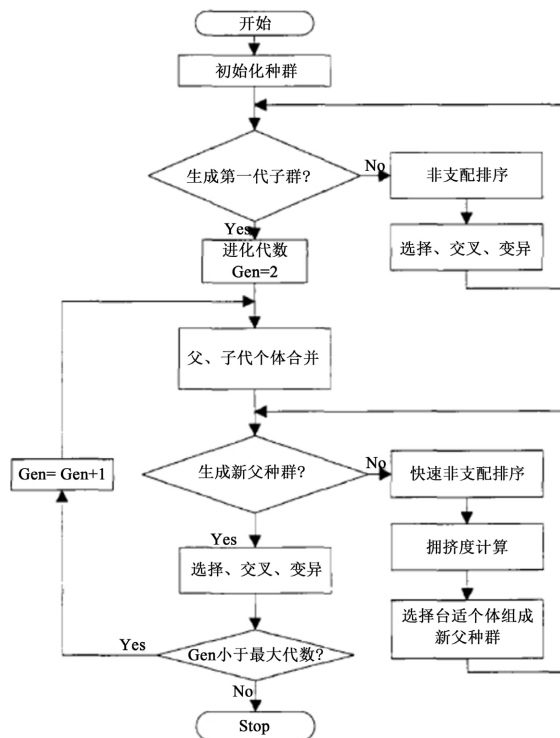 开始
初始化种群
生成第一代子群?
No
非支配排序
Yes
选择、交叉、变异
进化代数
Gen=2
父、子代个体合并
生成新父种群?
No
快速非支配排序
Gen= Gen+1
Yes
拥挤度计算
选择、交叉、变异
选择台适个体组成
新父种群
Yes
Gen小于最大代数?
No
Stop